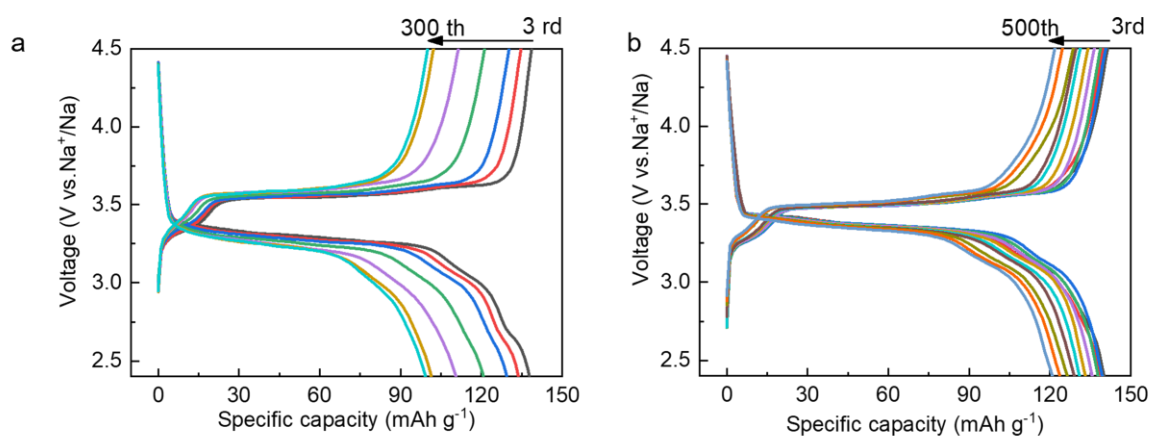 a
300 th 3 rd
4.5
4.0
3.5
3.0
2.5
Voltage (V vs.Na⁺/Na)
0 30 60 90 120 150
Specific capacity (mAh g⁻¹)
b
500th 3rd
4.5
4.0
3.5
3.0
2.5
Voltage (V vs.Na⁺/Na)
0 30 60 90 120 150
Specific capacity (mAh g⁻¹)